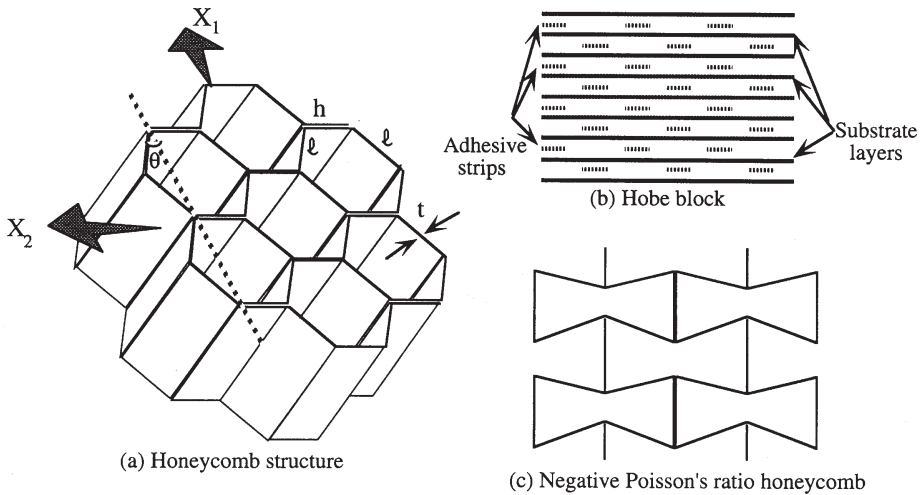 X1
h
ℓ
ℓ
θ
X2
t
(a) Honeycomb structure
Adhesive
strips
Substrate
layers
(b) Hobe block
(c) Negative Poisson's ratio honeycomb